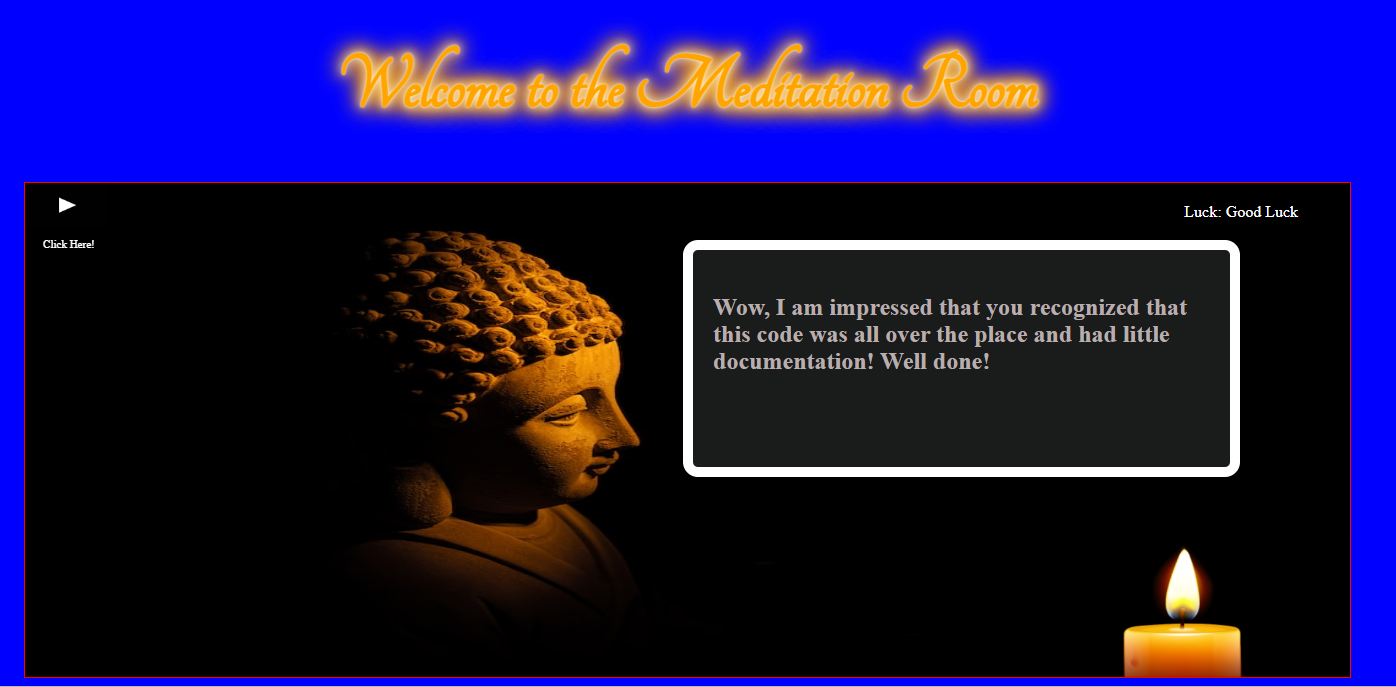 Welcome to the Meditation Room
Luck: Good Luck
Click Here!
Wow, I am impressed that you recognized that
this code was all over the place and had little
documentation! Well done!